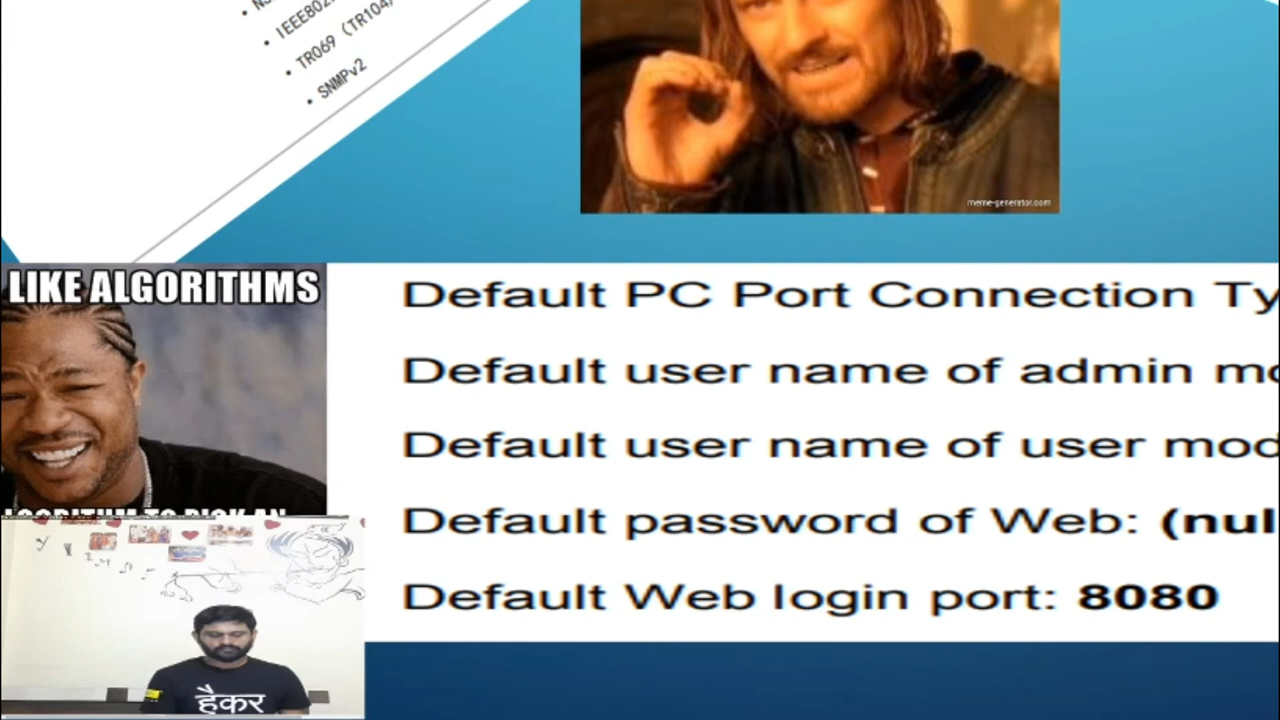 IEEE802.
TR069 (TR104
SNMPv2
meme-generator.com
LIKE ALGORITHMS
Default PC Port Connection Ty
Default user name of admin mo
Default user name of user mod
Default password of Web: (nul
Default Web login port: 8080
हैकर